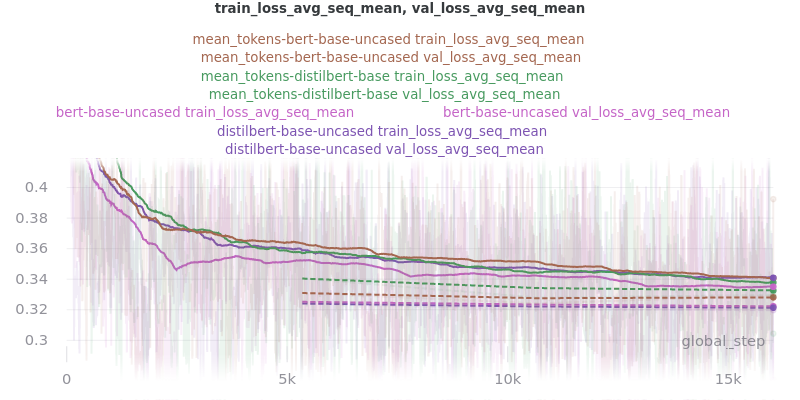 train_loss_avg_seq_mean, val_loss_avg_seq_mean
mean_tokens-bert-base-uncased train_loss_avg_seq_mean
mean_tokens-bert-base-uncased val_loss_avg_seq_mean
mean_tokens-distilbert-base train_loss_avg_seq_mean
mean_tokens-distilbert-base val_loss_avg_seq_mean
bert-base-uncased train_loss_avg_seq_mean bert-base-uncased val_loss_avg_seq_mean
distilbert-base-uncased train_loss_avg_seq_mean
distilbert-base-uncased val_loss_avg_seq_mean
0.4
0.38
0.36
0.34
0.32
0.3
global_step
0 5k 10k 15k